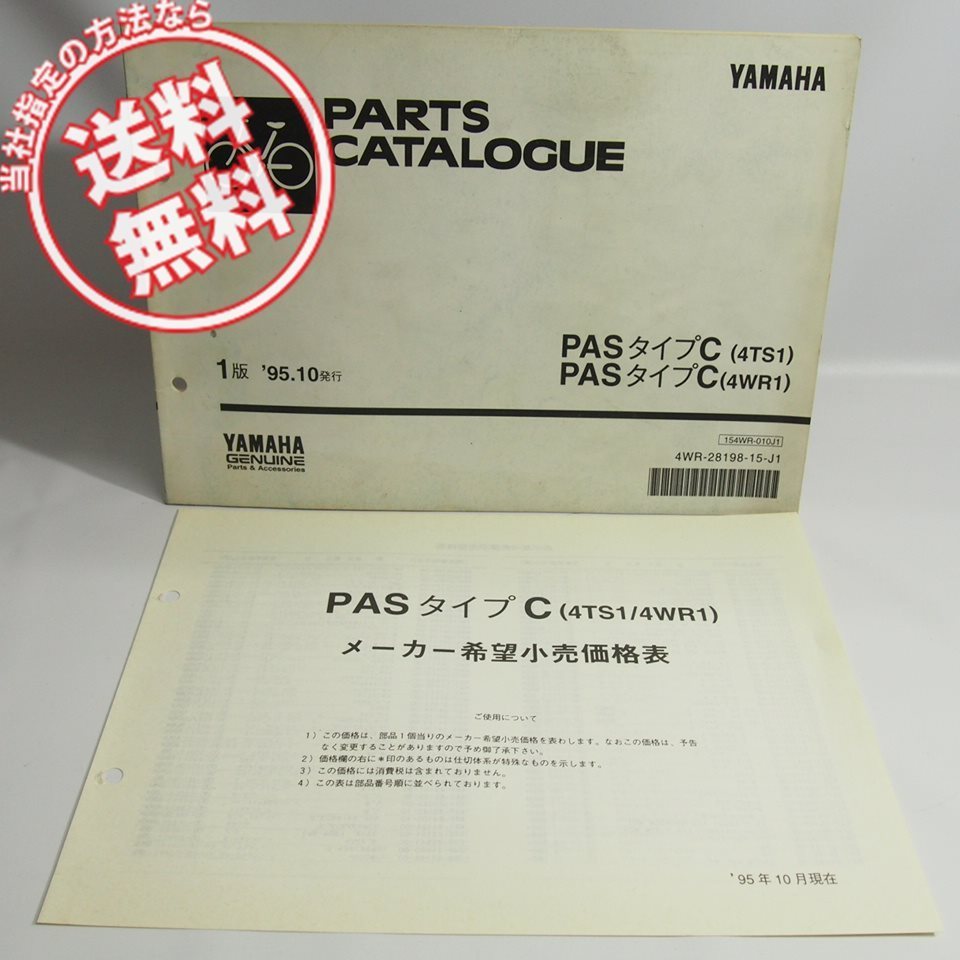 当社指定の方法なら
送料
無料
YAMAHA
PARTS
CATALOGUE
PASタイプC (4TS1)
PASタイプC(4WR1)
1版 '95.10発行
YAMAHA
GENUINE
Parts & Accessories
154WR-010J1
4WR-28198-15-J1
PAS タイプ C (4TS1/4WR1)
メーカー希望小売価格表
ご使用について
1）この価格は、部品1個当りのメーカー希望小売価格を表わします。なおこの価格は、予告
なく変更することがありますので予め御了承下さい。
2）価格欄の右に＊印のあるものは仕切体系が特殊なものを示します。
3）この価格には消費税は含まれておりません。
4）この表は部品番号順に並べられております。
'95年10月現在